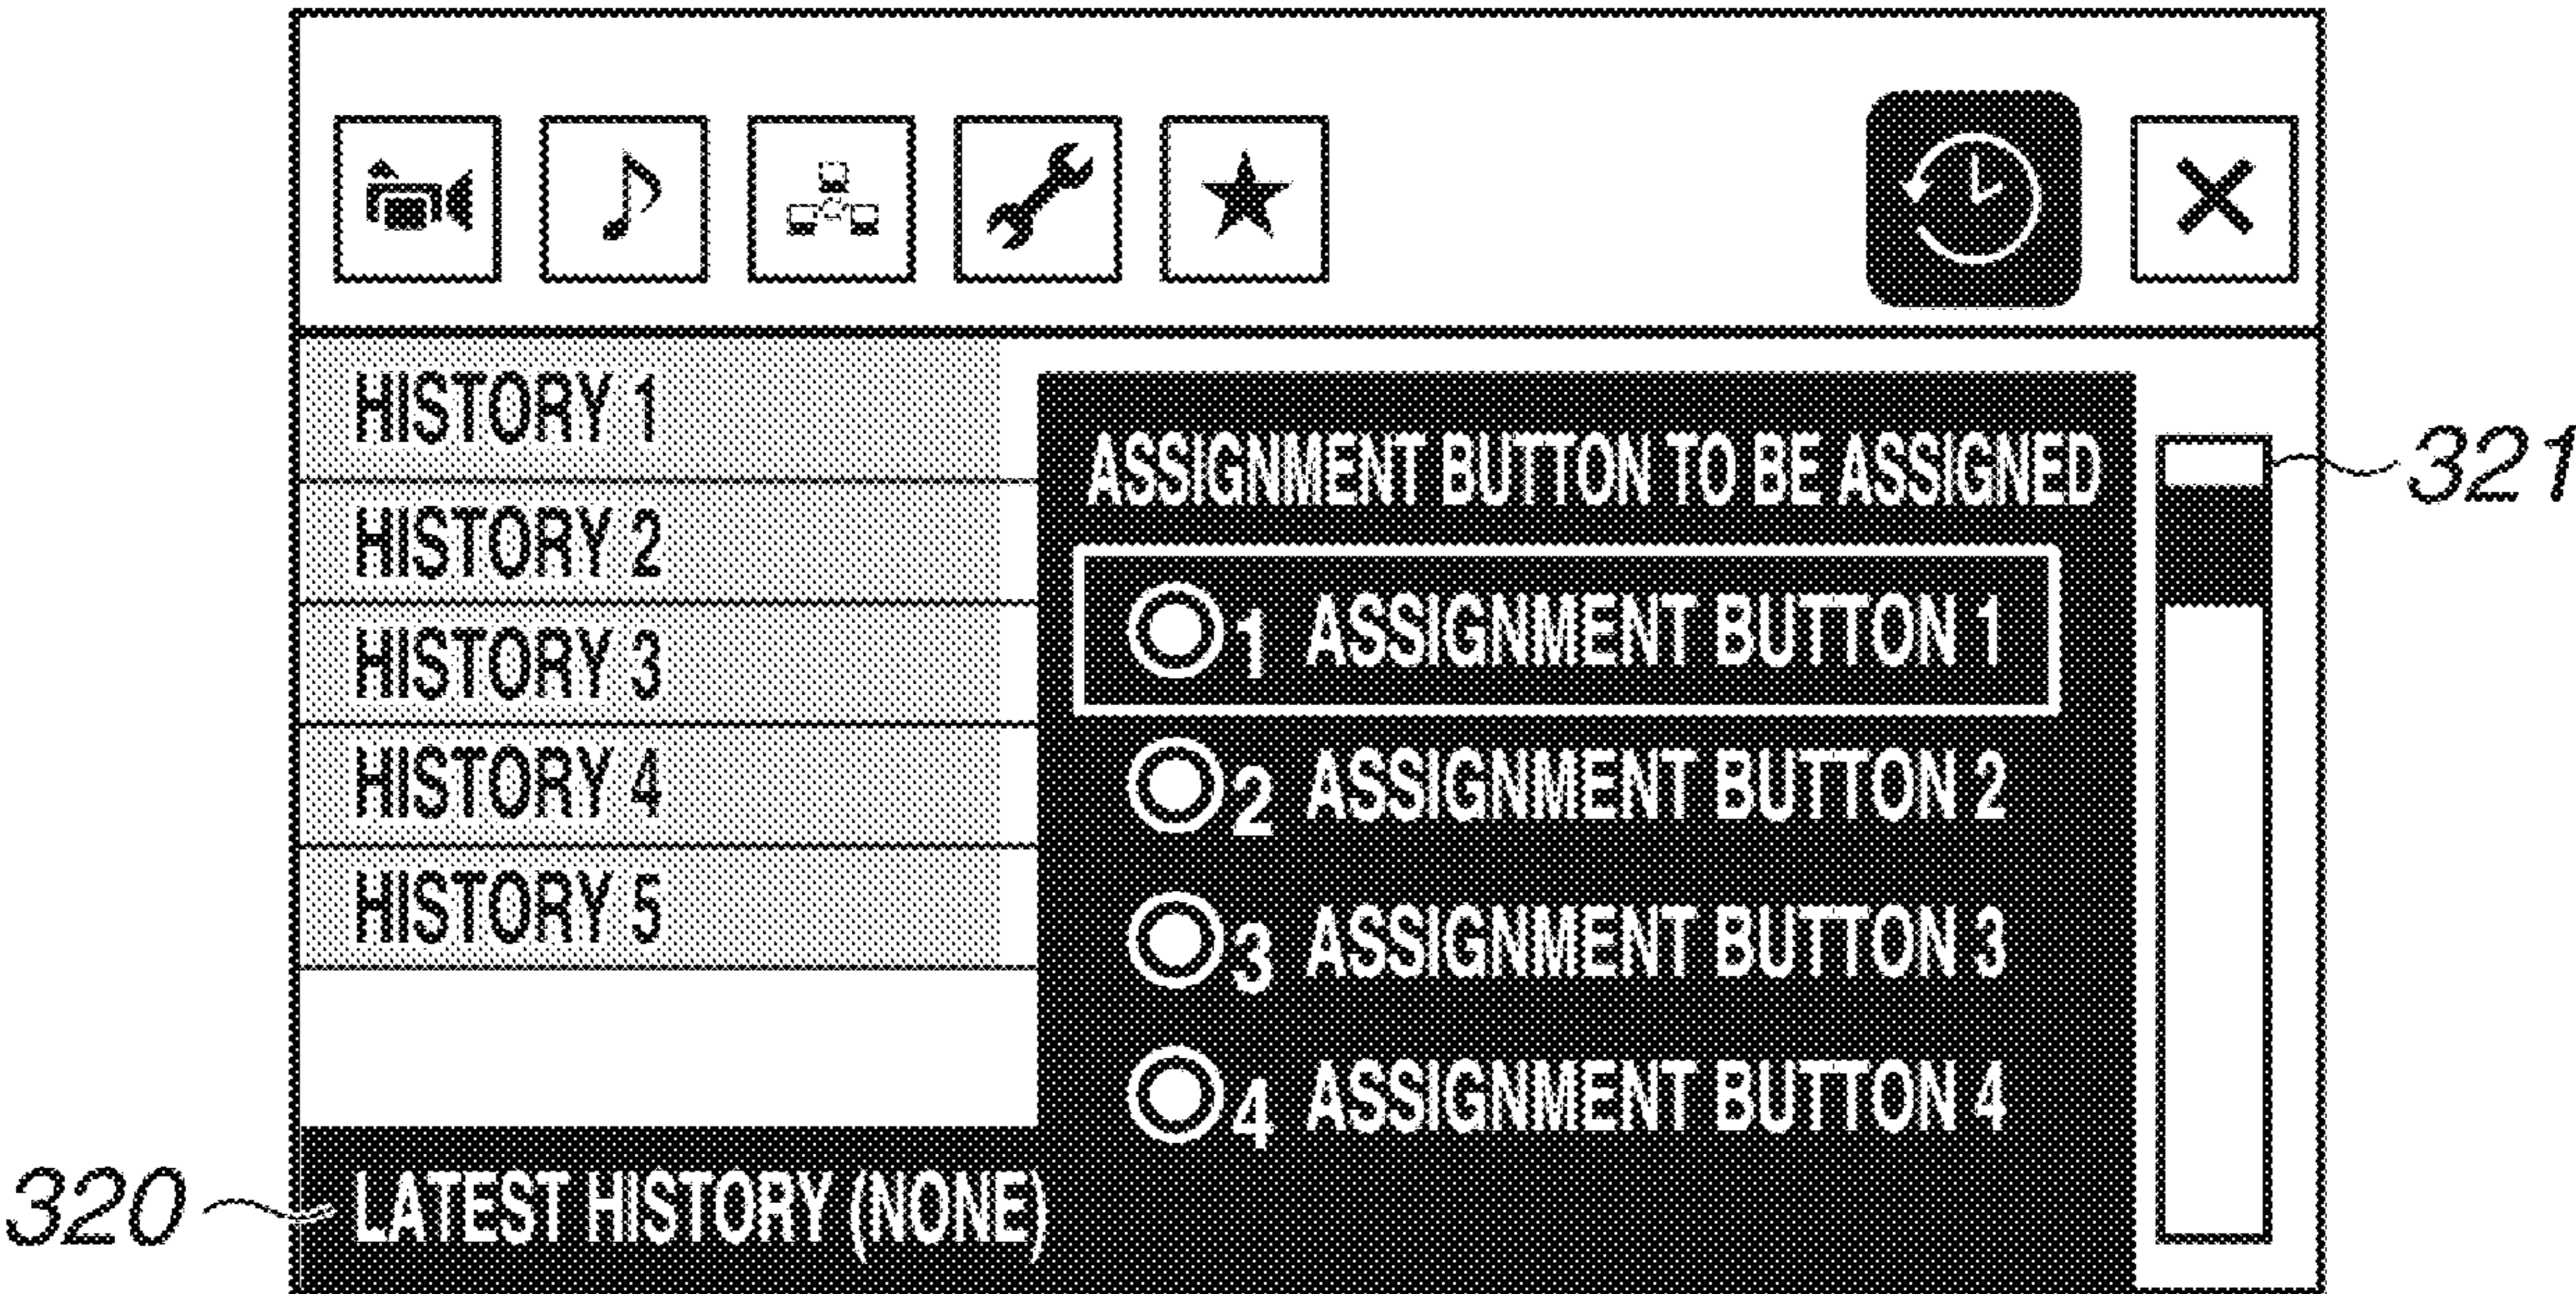 HISTORY 1
HISTORY 2
HISTORY 3
HISTORY 4
HISTORY 5
LATEST HISTORY (NONE)
320
ASSIGNMENT BUTTON TO BE ASSIGNED
1 ASSIGNMENT BUTTON 1
2 ASSIGNMENT BUTTON 2
3 ASSIGNMENT BUTTON 3
4 ASSIGNMENT BUTTON 4
321